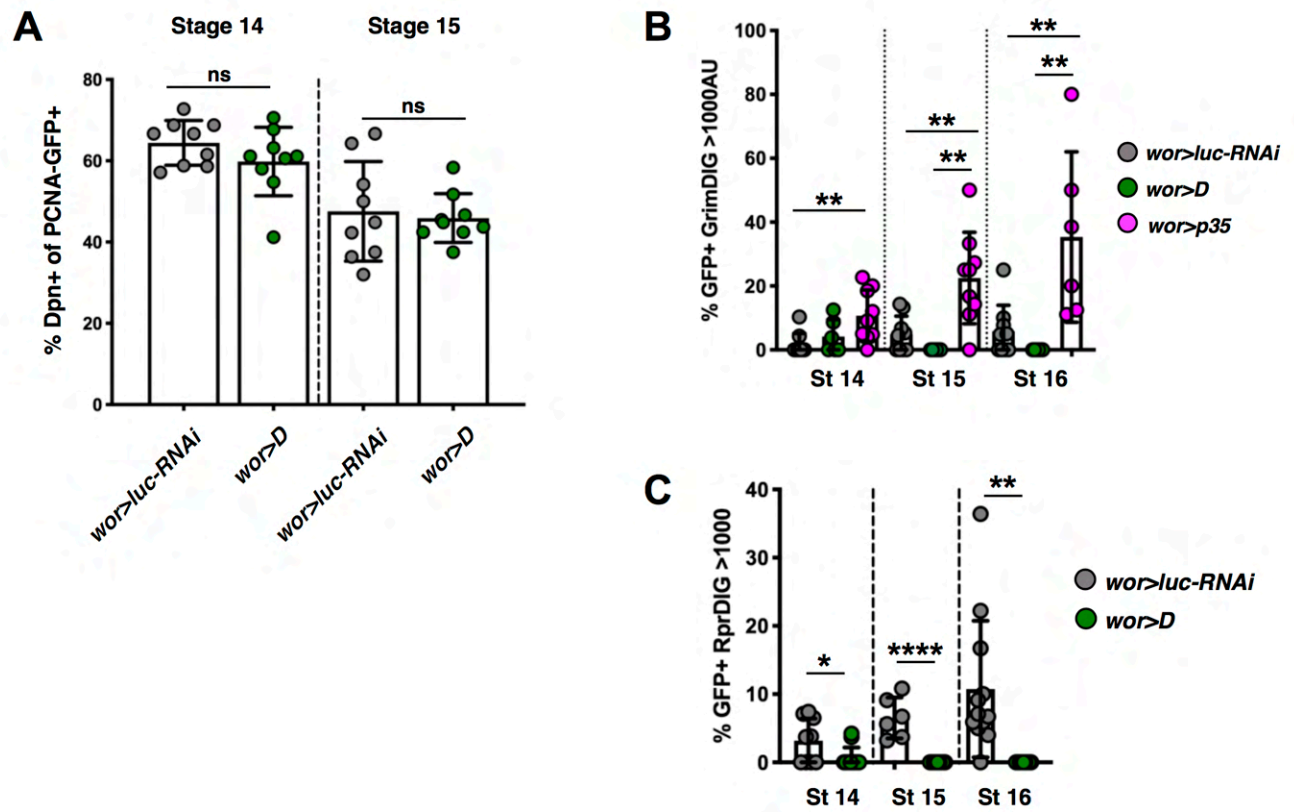 A
Stage 14
Stage 15
ns
ns
% Dpn+ of PCNA-GFP+
80
60
40
20
0
wor>luc-RNAi
wor>D
wor>luc-RNAi
wor>D
B
% GFP+ GrimDIG >1000AU
100
80
60
40
20
0
**
**
**
**
**
St 14
St 15
St 16
wor>luc-RNAi
wor>D
wor>p35
C
% GFP+ RprDIG >1000
40
30
20
10
0
*
****
**
St 14
St 15
St 16
wor>luc-RNAi
wor>D